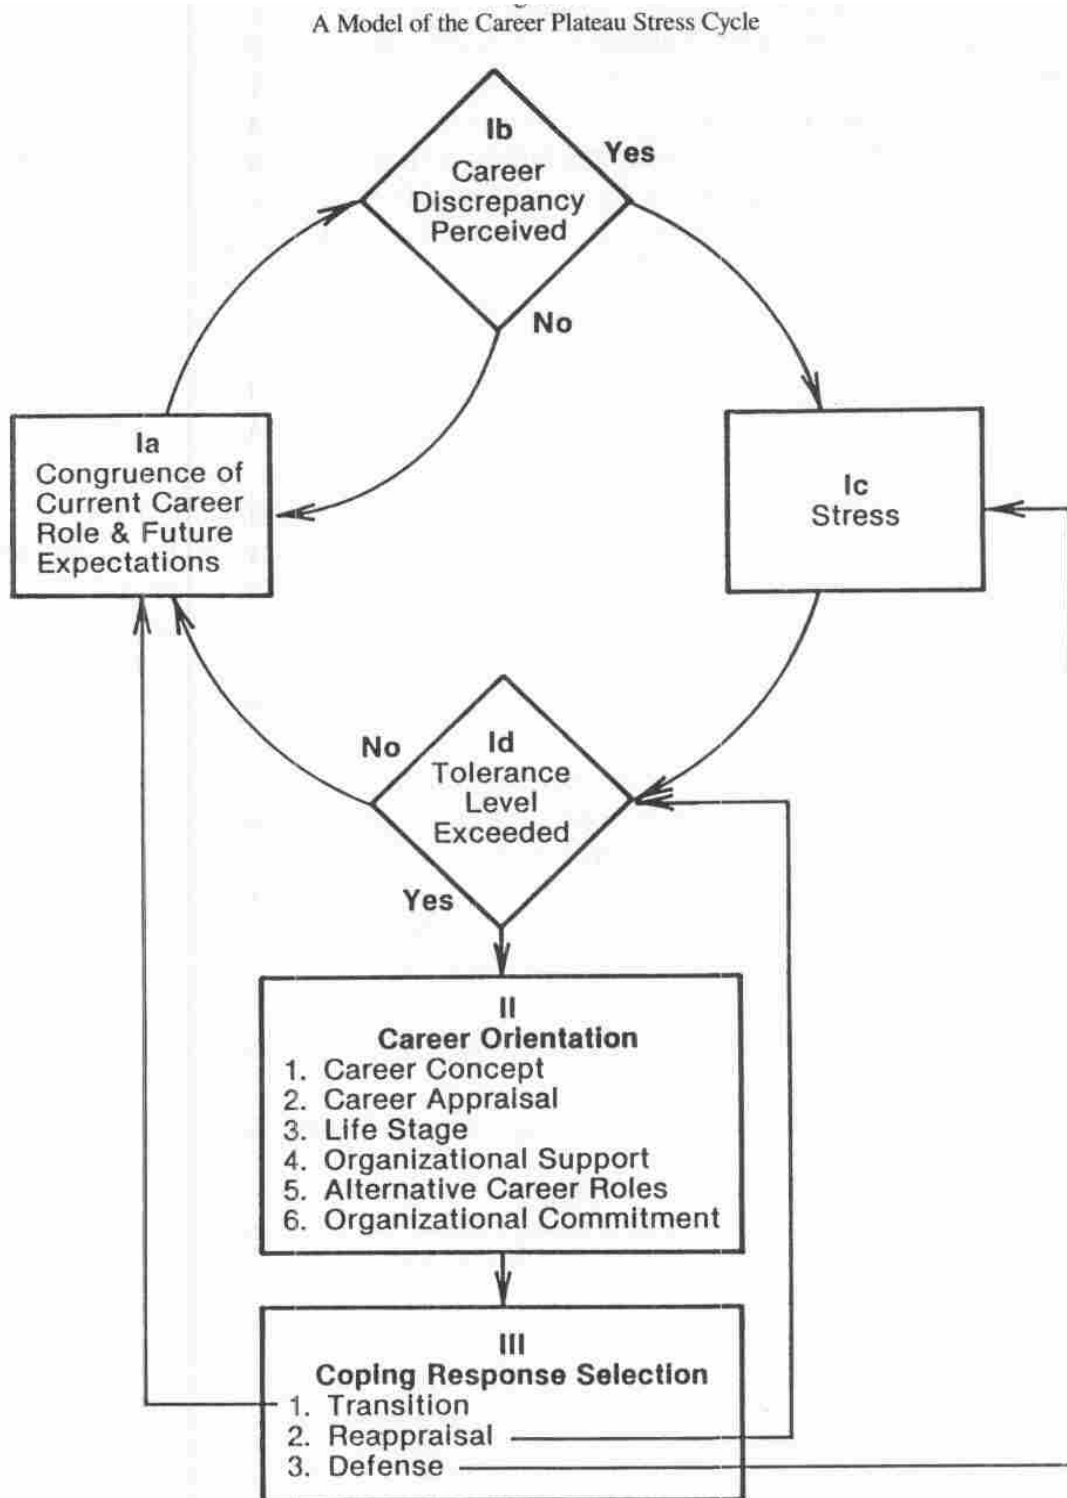 A Model of the Career Plateau Stress Cycle
Ib
Career
Discrepancy
Perceived
Yes
No
Ia
Congruence of
Current Career
Role & Future
Expectations
Ic
Stress
Id
Tolerance
Level
Exceeded
No
Yes
II
Career Orientation
1. Career Concept
2. Career Appraisal
3. Life Stage
4. Organizational Support
5. Alternative Career Roles
6. Organizational Commitment
III
Coping Response Selection
1. Transition
2. Reappraisal
3. Defense